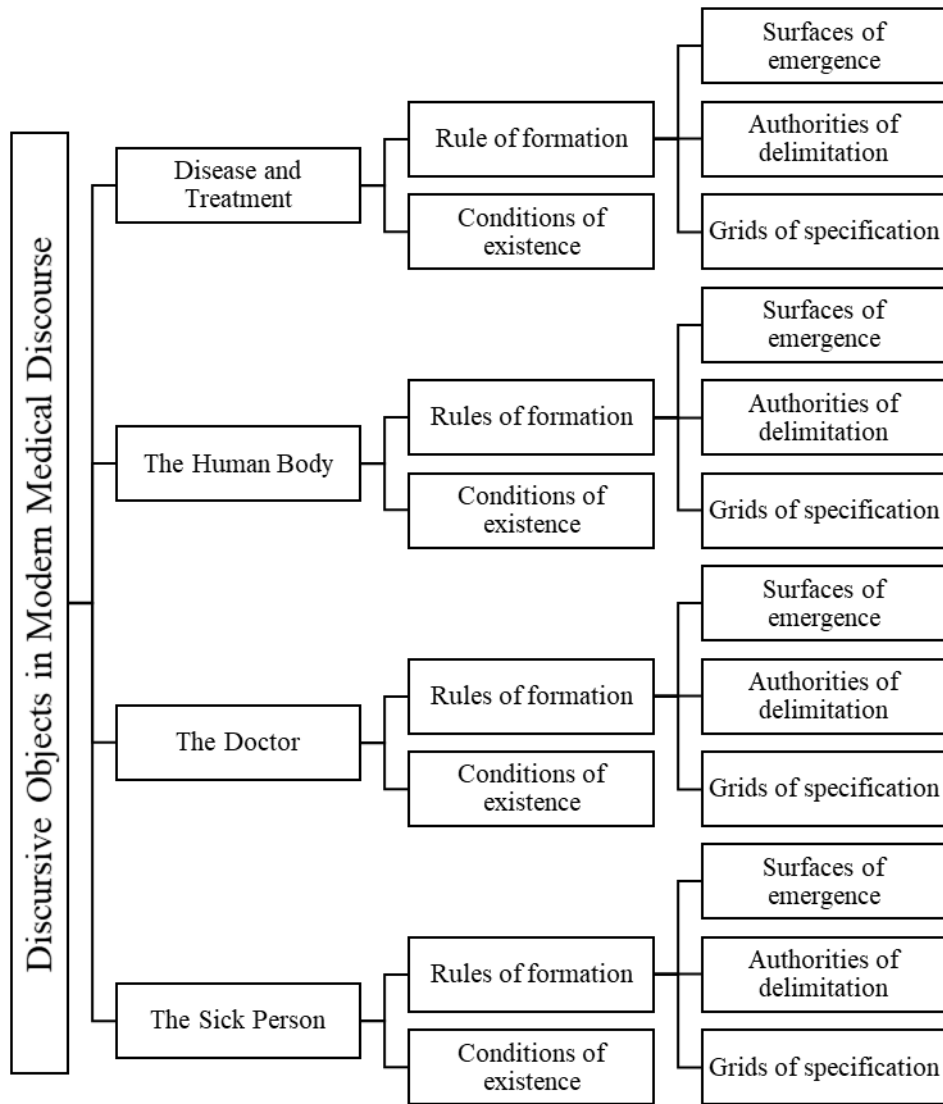 Discursive Objects in Modern Medical Discourse
Disease and
Treatment
Rule of formation
Surfaces of
emergence
Authorities of
delimitation
Grids of specification
Conditions of
existence
The Human Body
Rules of formation
Surfaces of
emergence
Authorities of
delimitation
Grids of specification
Conditions of
existence
The Doctor
Rules of formation
Surfaces of
emergence
Authorities of
delimitation
Grids of specification
Conditions of
existence
The Sick Person
Rules of formation
Surfaces of
emergence
Authorities of
delimitation
Grids of specification
Conditions of
existence